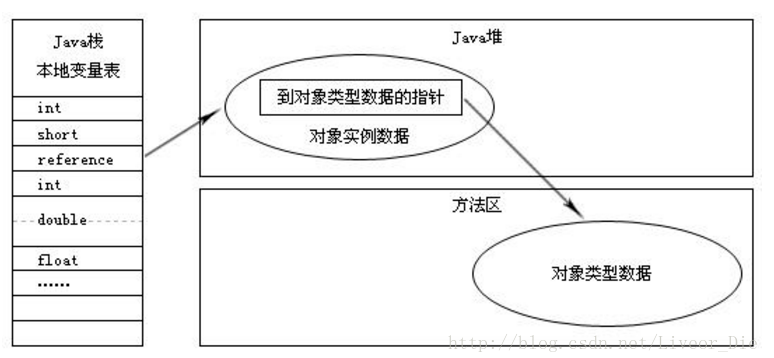 Java栈
本地变量表
int
short
reference
int
double
float
……
Java堆
到对象类型数据的指针
对象实例数据
方法区
对象类型数据
http://blog.csdn.net/Liveor_Die